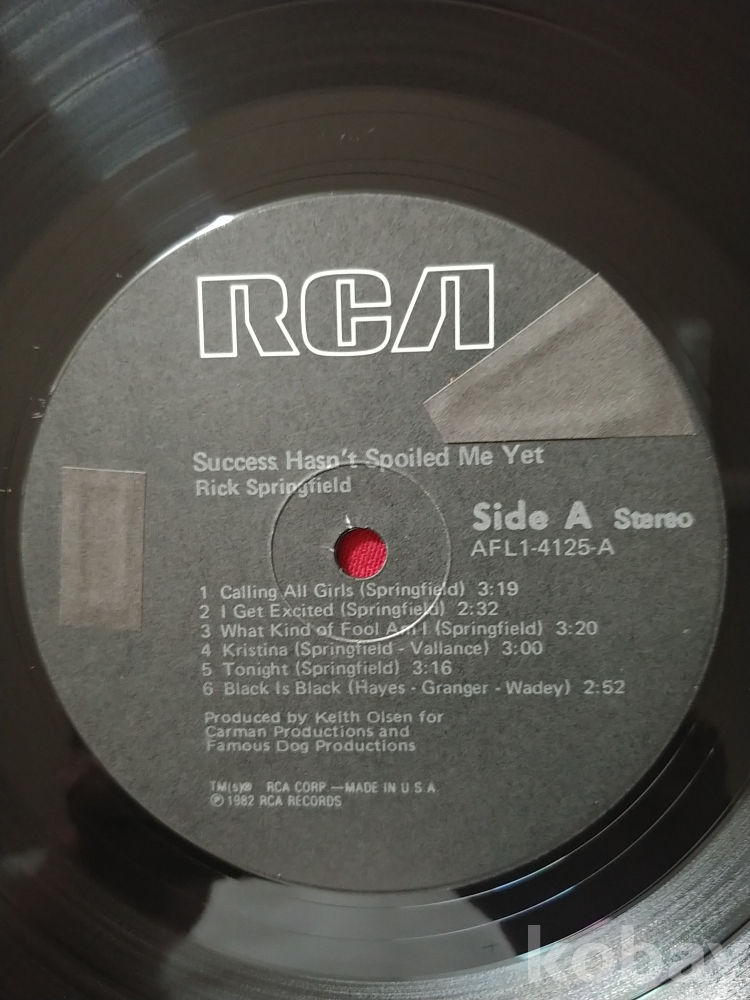 RCA
Success Hasn't Spoiled Me Yet
Rick Springfield
Side A Stereo
AFL1-4125-A
1 Calling All Girls (Springfield) 3:19
2 I Get Excited (Springfield) 2:32
3 What Kind of Fool Am I (Springfield) 3:20
4 Kristina (Springfield - Vallance) 3:00
5 Tonight (Springfield) 3:16
6 Black Is Black (Hayes - Granger - Wadey) 2:52
Produced by Keith Olsen for
Carman Productions and
Famous Dog Productions
TM(s)® RCA CORP.—MADE IN U.S.A.
℗1982 RCA RECORDS
kobay